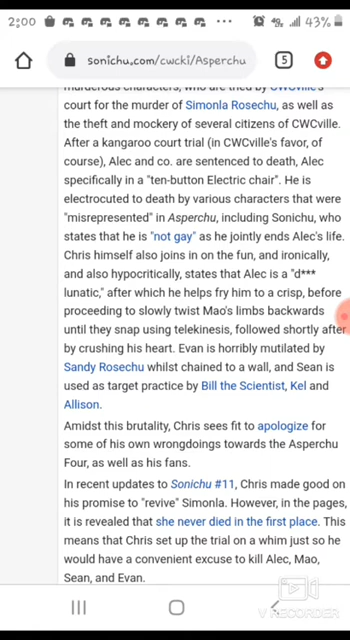 2:00 ... 43%
sonichu.com/cwcki/Asperchu 5
murderous characters, who are tried by CWCville's
court for the murder of Simonla Rosechu, as well as
the theft and mockery of several citizens of CWCville.
After a kangaroo court trial (in CWCville's favor, of
course), Alec and co. are sentenced to death, Alec
specifically in a "ten-button Electric chair". He is
electrocuted to death by various characters that were
"misrepresented" in Asperchu, including Sonichu, who
states that he is "not gay" as he jointly ends Alec's life.
Chris himself also joins in on the fun, and ironically,
and also hypocritically, states that Alec is a "d***
lunatic," after which he helps fry him to a crisp, before
proceeding to slowly twist Mao's limbs backwards
until they snap using telekinesis, followed shortly after
by crushing his heart. Evan is horribly mutilated by
Sandy Rosechu whilst chained to a wall, and Sean is
used as target practice by Bill the Scientist, Kel and
Allison.
Amidst this brutality, Chris sees fit to apologize for
some of his own wrongdoings towards the Asperchu
Four, as well as his fans.
In recent updates to Sonichu #11, Chris made good on
his promise to "revive" Simonla. However, in the pages,
it is revealed that she never died in the first place. This
means that Chris set up the trial on a whim just so he
would have a convenient excuse to kill Alec, Mao,
Sean, and Evan.
V RECORDER